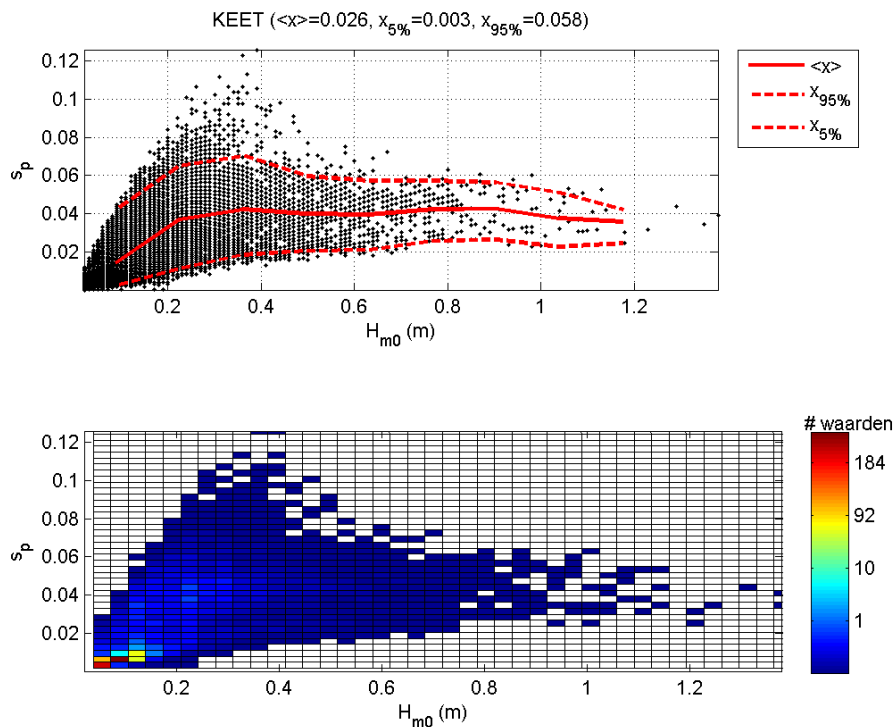 KEET (<x>=0.026, x5%=0.003, x95%=0.058)
0.12
0.1
0.08
0.06
0.04
0.02
sp
0.2 0.4 0.6 0.8 1 1.2
Hm0 (m)
<x>
x95%
x5%
0.12
0.1
0.08
0.06
0.04
0.02
sp
0.2 0.4 0.6 0.8 1 1.2
Hm0 (m)
# waarden
184
92
10
1